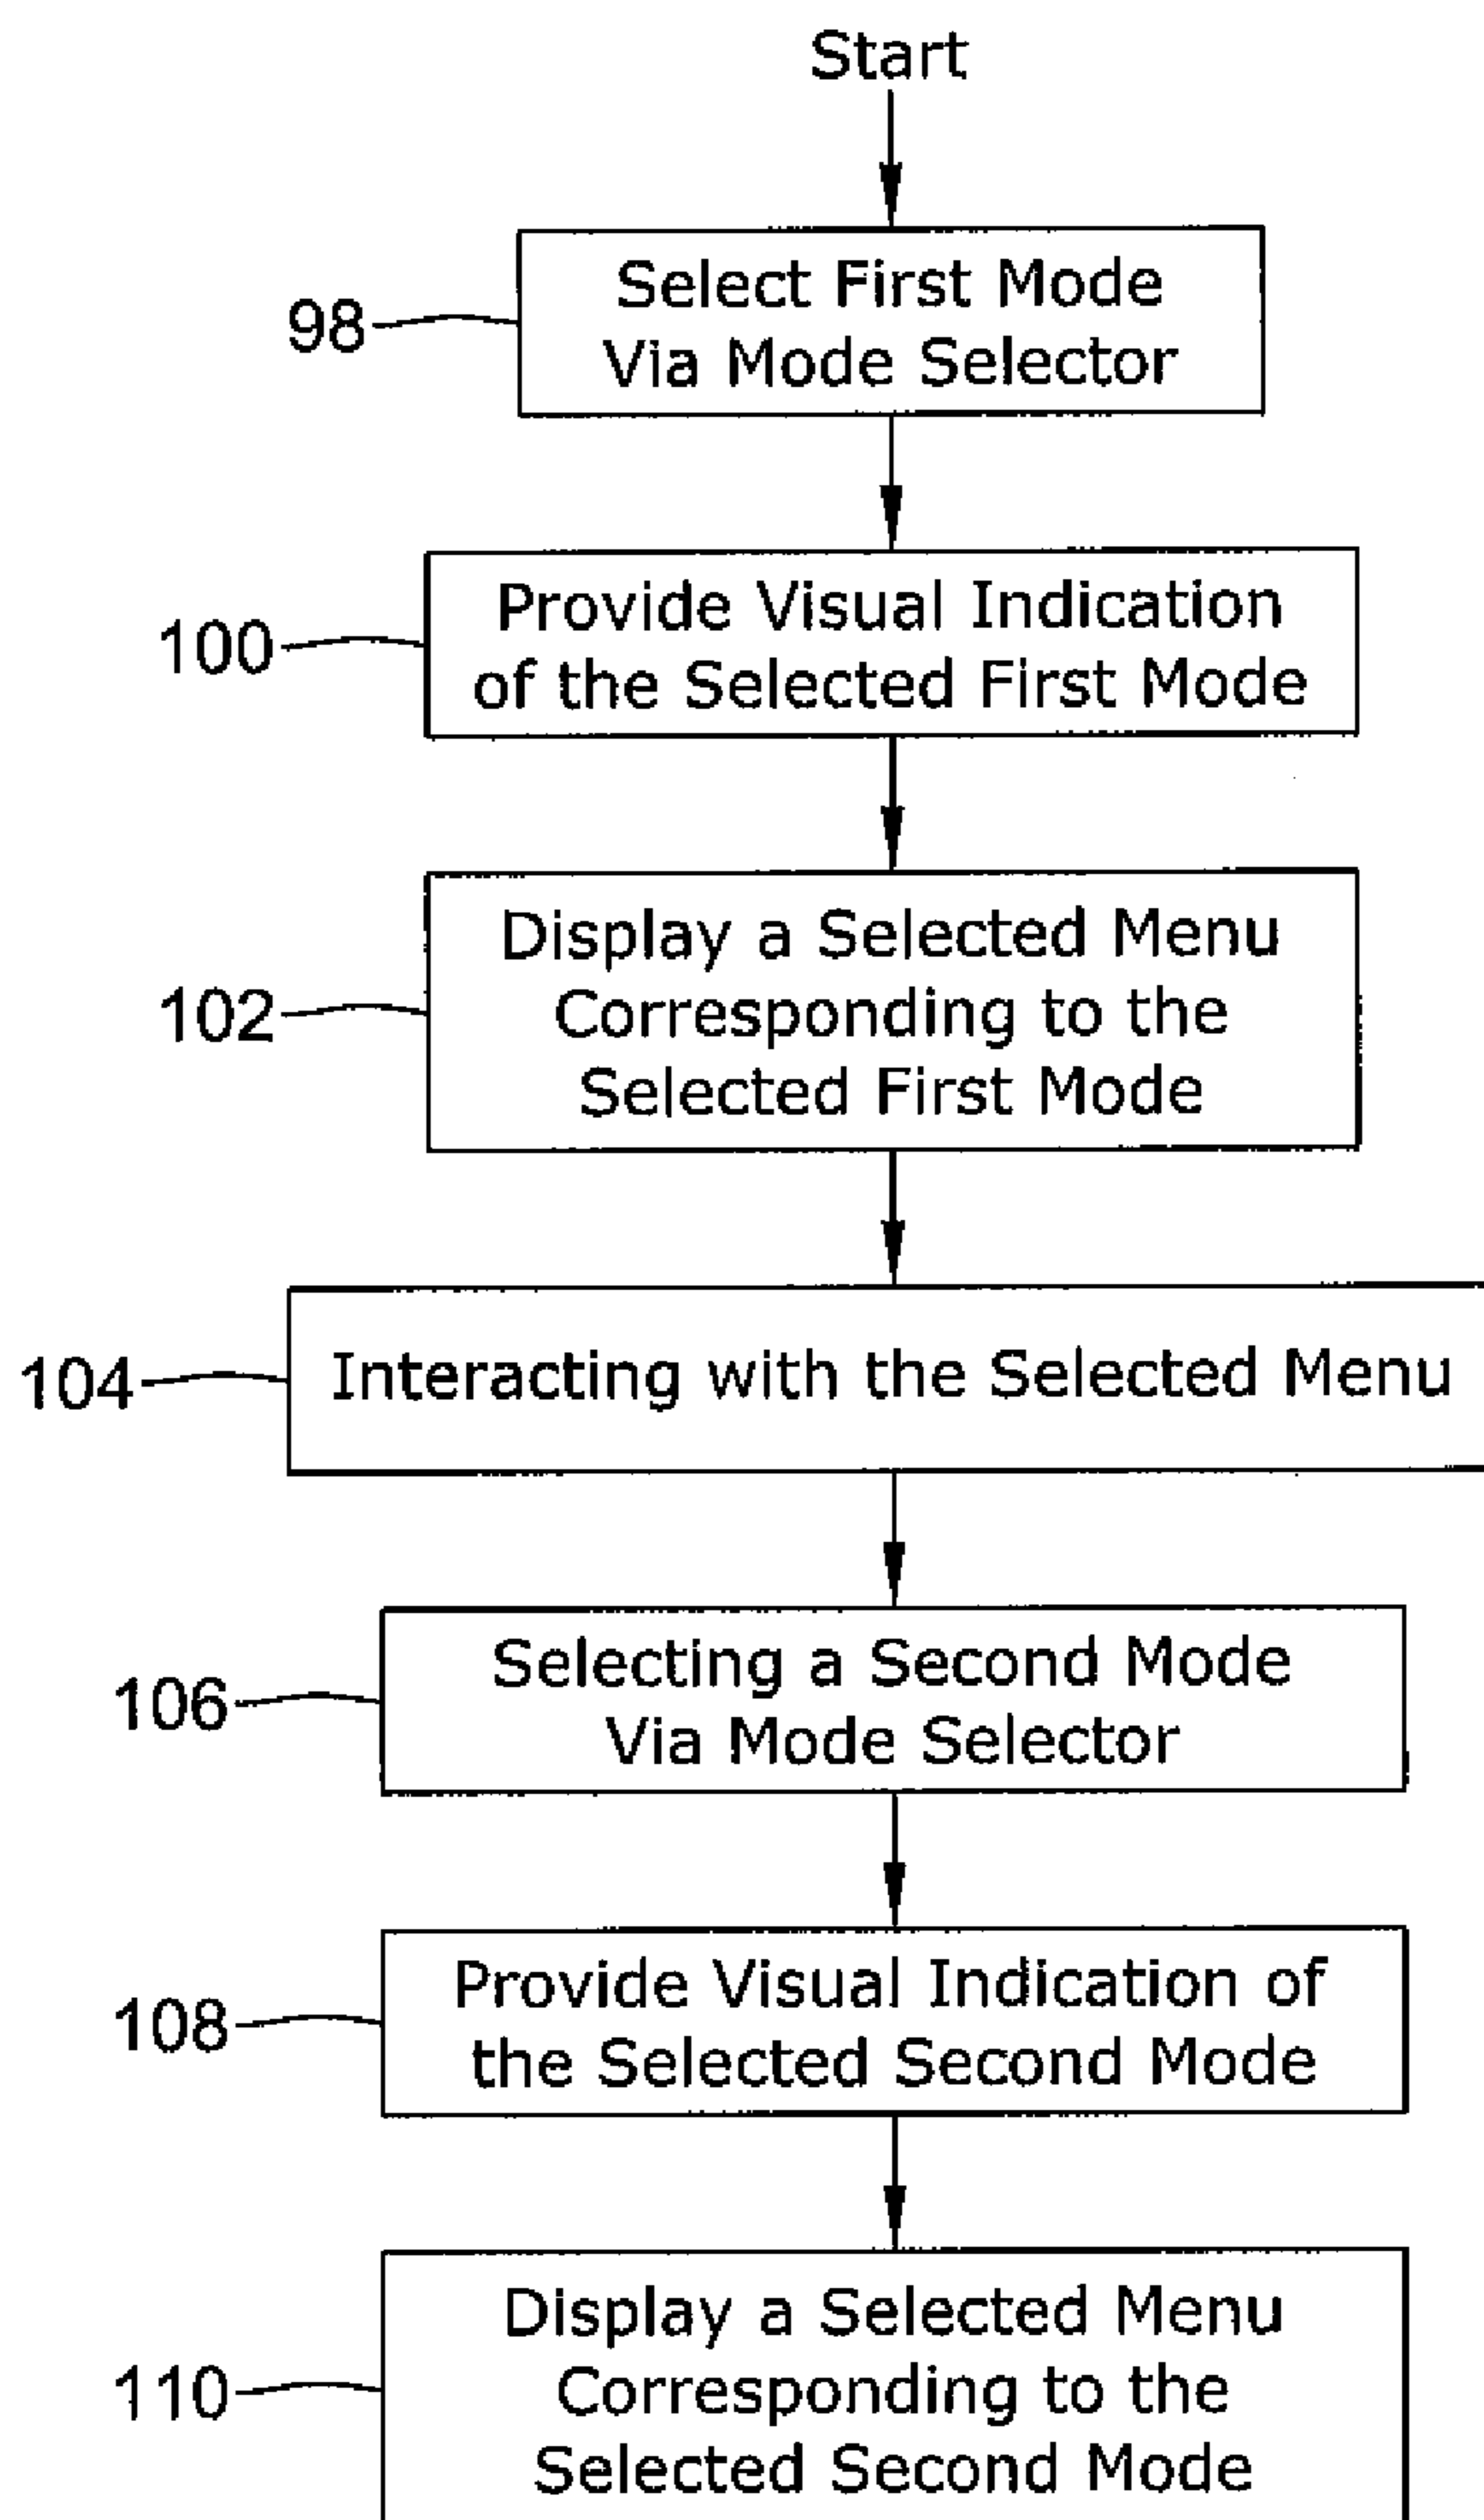 Start
Select First Mode
Via Mode Selector
98
Provide Visual Indication
of the Selected First Mode
100
Display a Selected Menu
Corresponding to the
Selected First Mode
102
Interacting with the Selected Menu
104
Selecting a Second Mode
Via Mode Selector
106
Provide Visual Indication of
the Selected Second Mode
108
Display a Selected Menu
Corresponding to the
Selected Second Mode
110